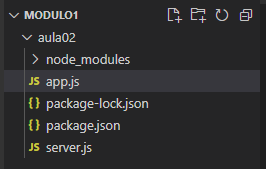 MODULO1
aula02
node_modules
JS app.js
{} package-lock.json
{} package.json
JS server.js